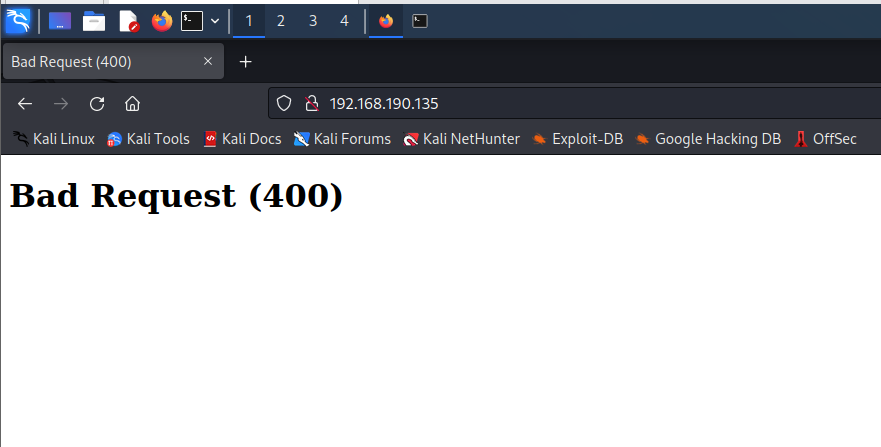 1 2 3 4
Bad Request (400)
192.168.190.135
Kali Linux Kali Tools Kali Docs Kali Forums Kali NetHunter Exploit-DB Google Hacking DB OffSec
Bad Request (400)